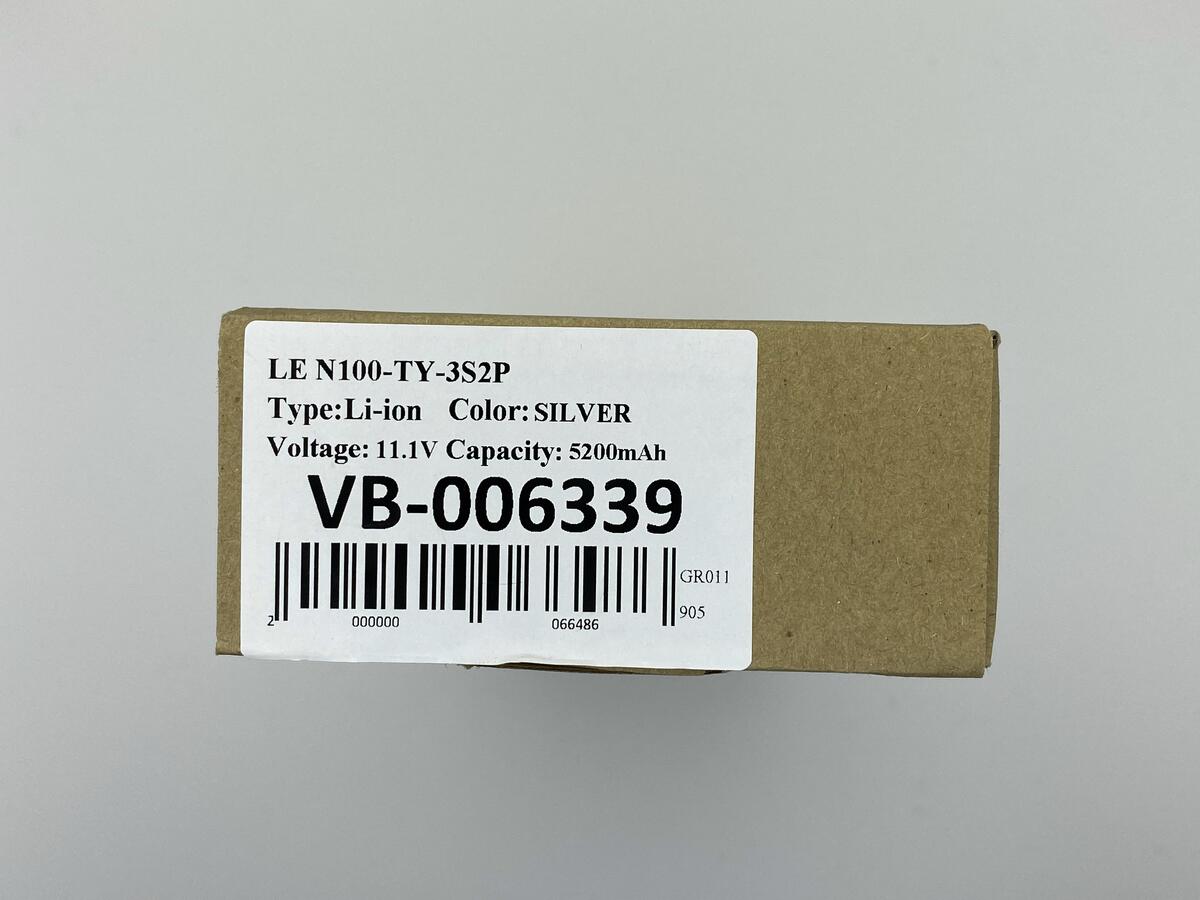 LE N100-TY-3S2P
Type:Li-ion Color: SILVER
Voltage: 11.1V Capacity: 5200mAh
VB-006339
GR011
905
2 000000 066486